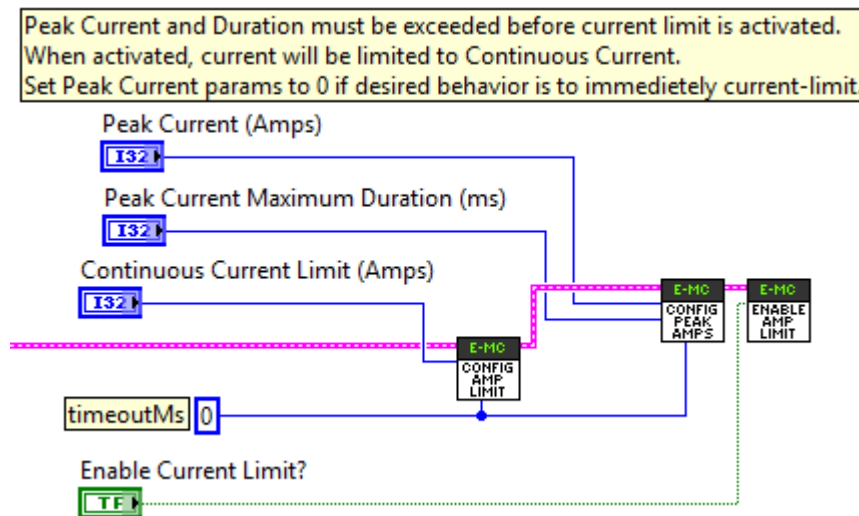 Peak Current and Duration must be exceeded before current limit is activated.
When activated, current will be limited to Continuous Current.
Set Peak Current params to 0 if desired behavior is to immedietely current-limit.
Peak Current (Amps)
I32
Peak Current Maximum Duration (ms)
I32
Continuous Current Limit (Amps)
I32
E-MC
CONFIG
PEAK
AMPS
E-MC
ENABLE
AMP
LIMIT
E-MC
CONFIG
AMP
LIMIT
timeoutMs 0
Enable Current Limit?
TF